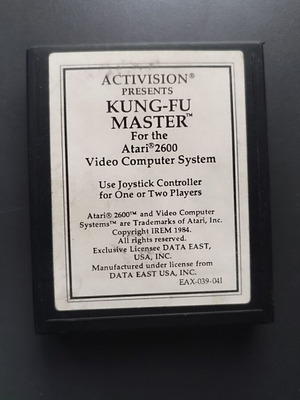 ACTIVISION®
PRESENTS
KUNG-FU
MASTER™
For the
Atari®2600
Video Computer System
Use Joystick Controller
for One or Two Players
Atari® 2600™ and Video Computer
Systems™ are Trademarks of Atari, Inc.
Copyright IREM 1984.
All rights reserved.
Exclusive Licensee DATA EAST,
USA, INC.
Manufactured under license from
DATA EAST USA, INC.
EAX-039-041